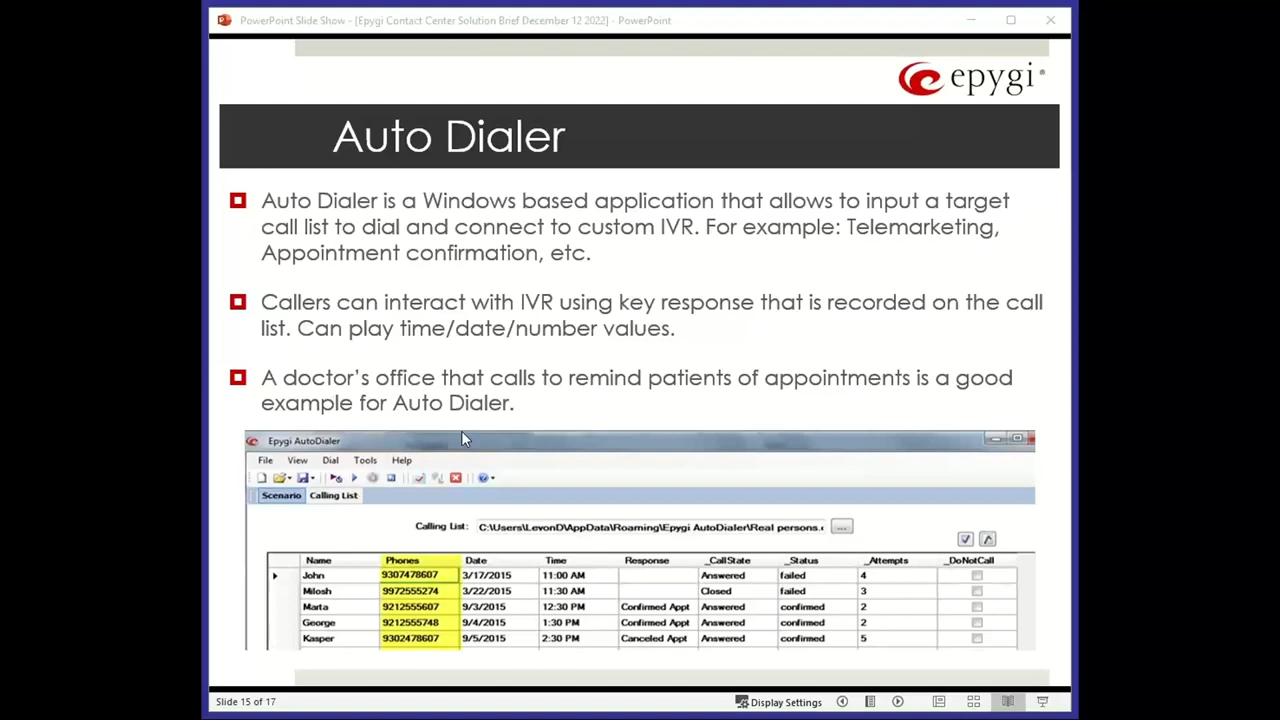 PowerPoint Slide Show - [Epygi Contact Center Solution Brief December 12 2022] - PowerPoint
epygi
Auto Dialer
Auto Dialer is a Windows based application that allows to input a target
call list to dial and connect to custom IVR. For example: Telemarketing,
Appointment confirmation, etc.
Callers can interact with IVR using key response that is recorded on the call
list. Can play time/date/number values.
A doctor's office that calls to remind patients of appointments is a good
example for Auto Dialer.
Epygi AutoDialer
File View Dial Tools Help
Scenario Calling List
Calling List: C:\Users\LevonD\AppData\Roaming\Epygi AutoDialer\Real persons.c ...
Name Phones Date Time Response _CallState _Status _Attempts _DoNotCall
John 9307478607 3/17/2015 11:00 AM Answered failed 4
Milosh 9972555274 3/22/2015 11:30 AM Closed failed 3
Marta 9212555607 9/3/2015 12:30 PM Confirmed Appt Answered confirmed 2
George 9212555748 9/4/2015 1:30 PM Confirmed Appt Answered confirmed 2
Kasper 9302478607 9/5/2015 2:30 PM Canceled Appt Answered confirmed 5
Slide 15 of 17
Display Settings